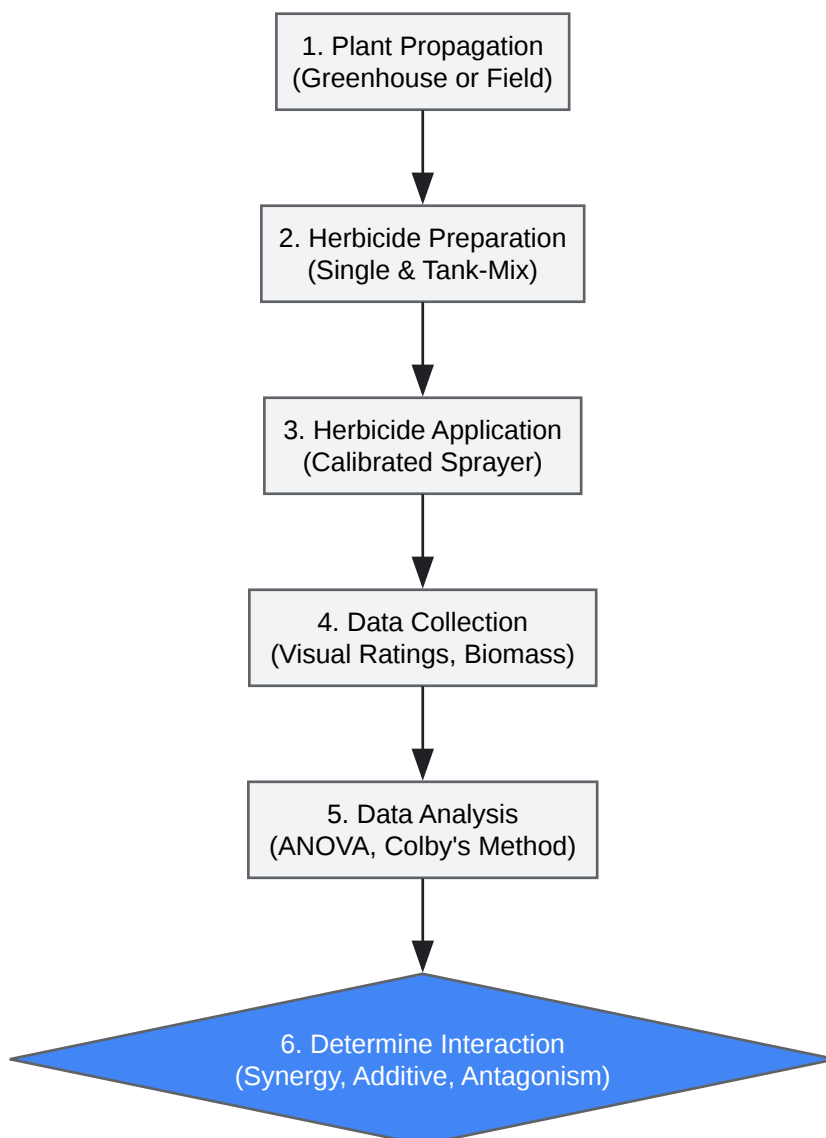 1. Plant Propagation
(Greenhouse or Field)
2. Herbicide Preparation
(Single & Tank-Mix)
3. Herbicide Application
(Calibrated Sprayer)
4. Data Collection
(Visual Ratings, Biomass)
5. Data Analysis
(ANOVA, Colby's Method)
6. Determine Interaction
(Synergy, Additive, Antagonism)